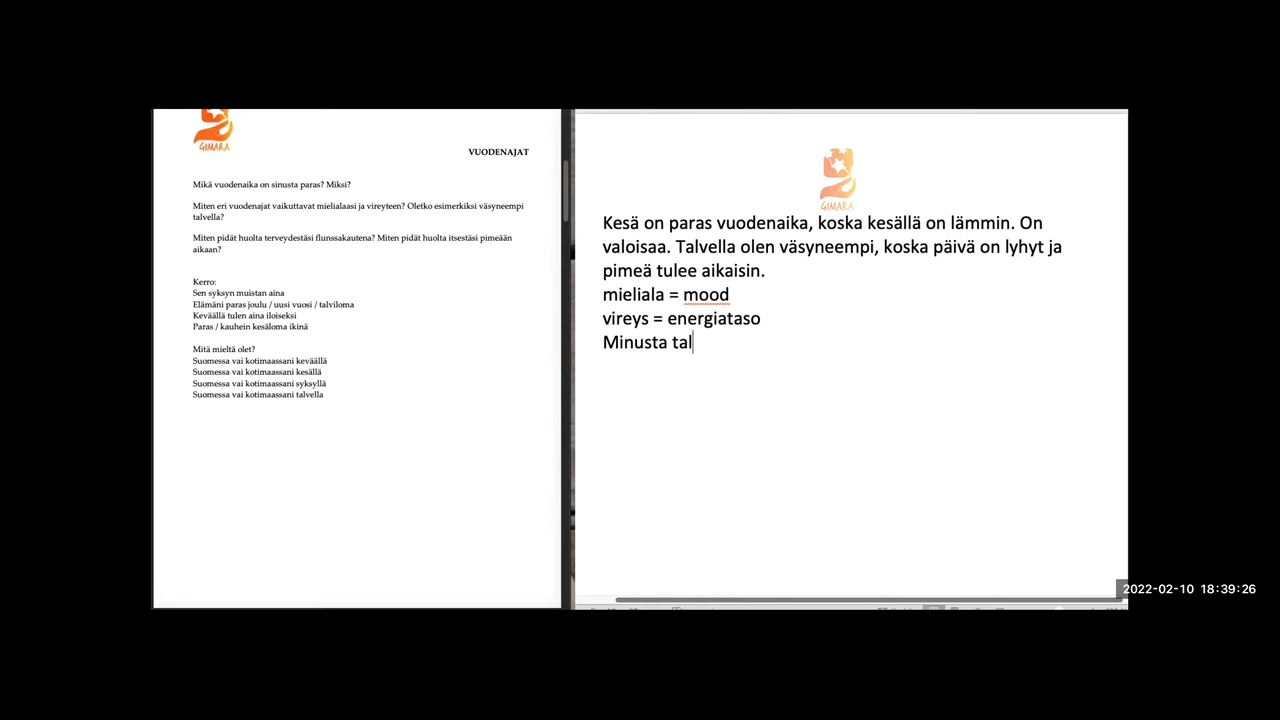 GIMARA
VUODENAJAT
Mikä vuodenaika on sinusta paras? Miksi?
Miten eri vuodenajat vaikuttavat mielialaasi ja vireyteen? Oletko esimerkiksi väsyneempi
talvella?
Miten pidät huolta terveydestäsi flunssakautena? Miten pidät huolta itsestäsi pimeään
aikaan?
Kerro:
Sen syksyn muistan aina
Elämäni paras joulu / uusi vuosi / talviloma
Keväällä tulen aina iloiseksi
Paras / kauhein kesäloma ikinä
Mitä mieltä olet?
Suomessa vai kotimaassani keväällä
Suomessa vai kotimaassani kesällä
Suomessa vai kotimaassani syksyllä
Suomessa vai kotimaassani talvella
GIMARA
Kesä on paras vuodenaika, koska kesällä on lämmin. On
valoisaa. Talvella olen väsyneempi, koska päivä on lyhyt ja
pimeä tulee aikaisin.
mieliala = mood
vireys = energiataso
Minusta tal
2022-02-10 18:39:26